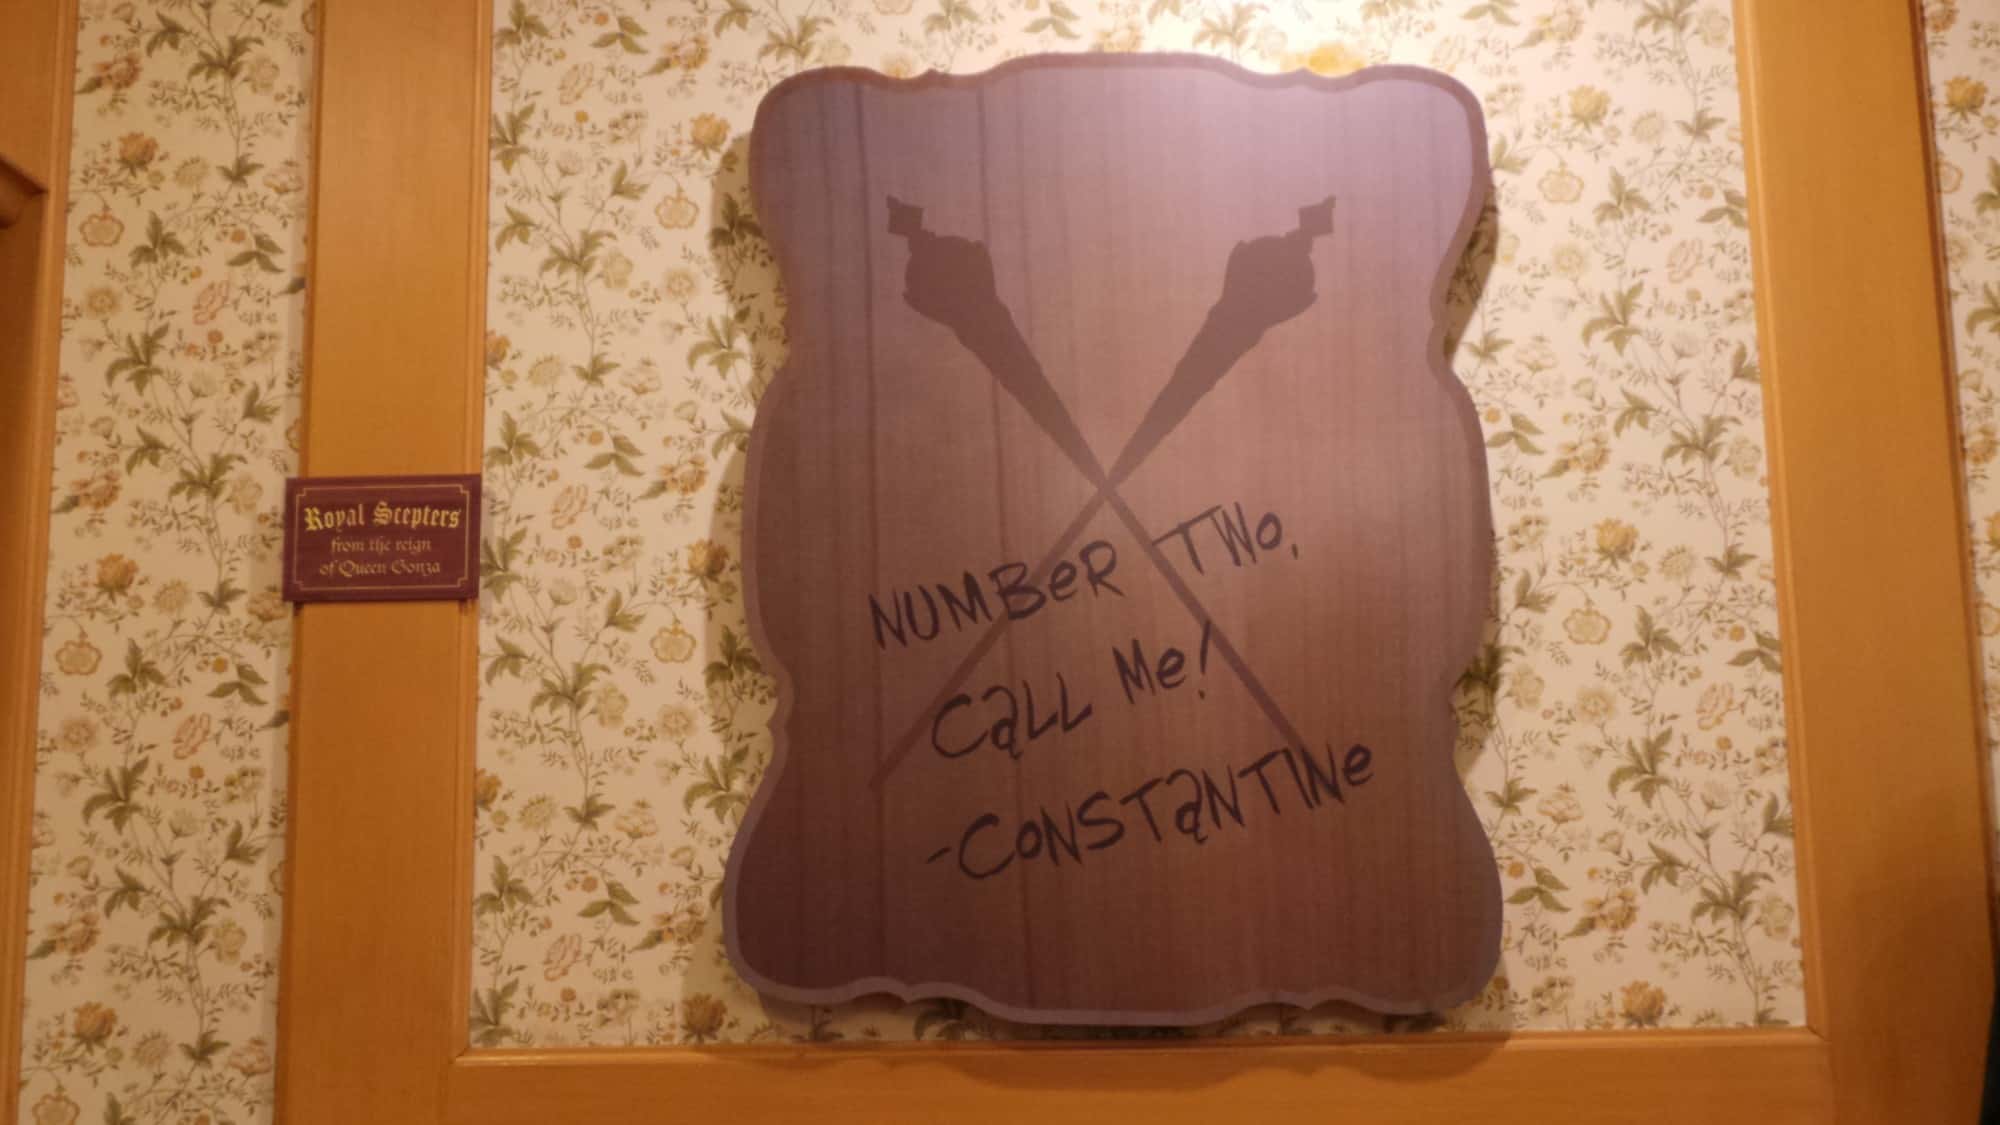 Royal Scepters
from the reign
of Queen Gonza
NUMBeR TWo,
CaLL Me!
-CoNSTaNTINe